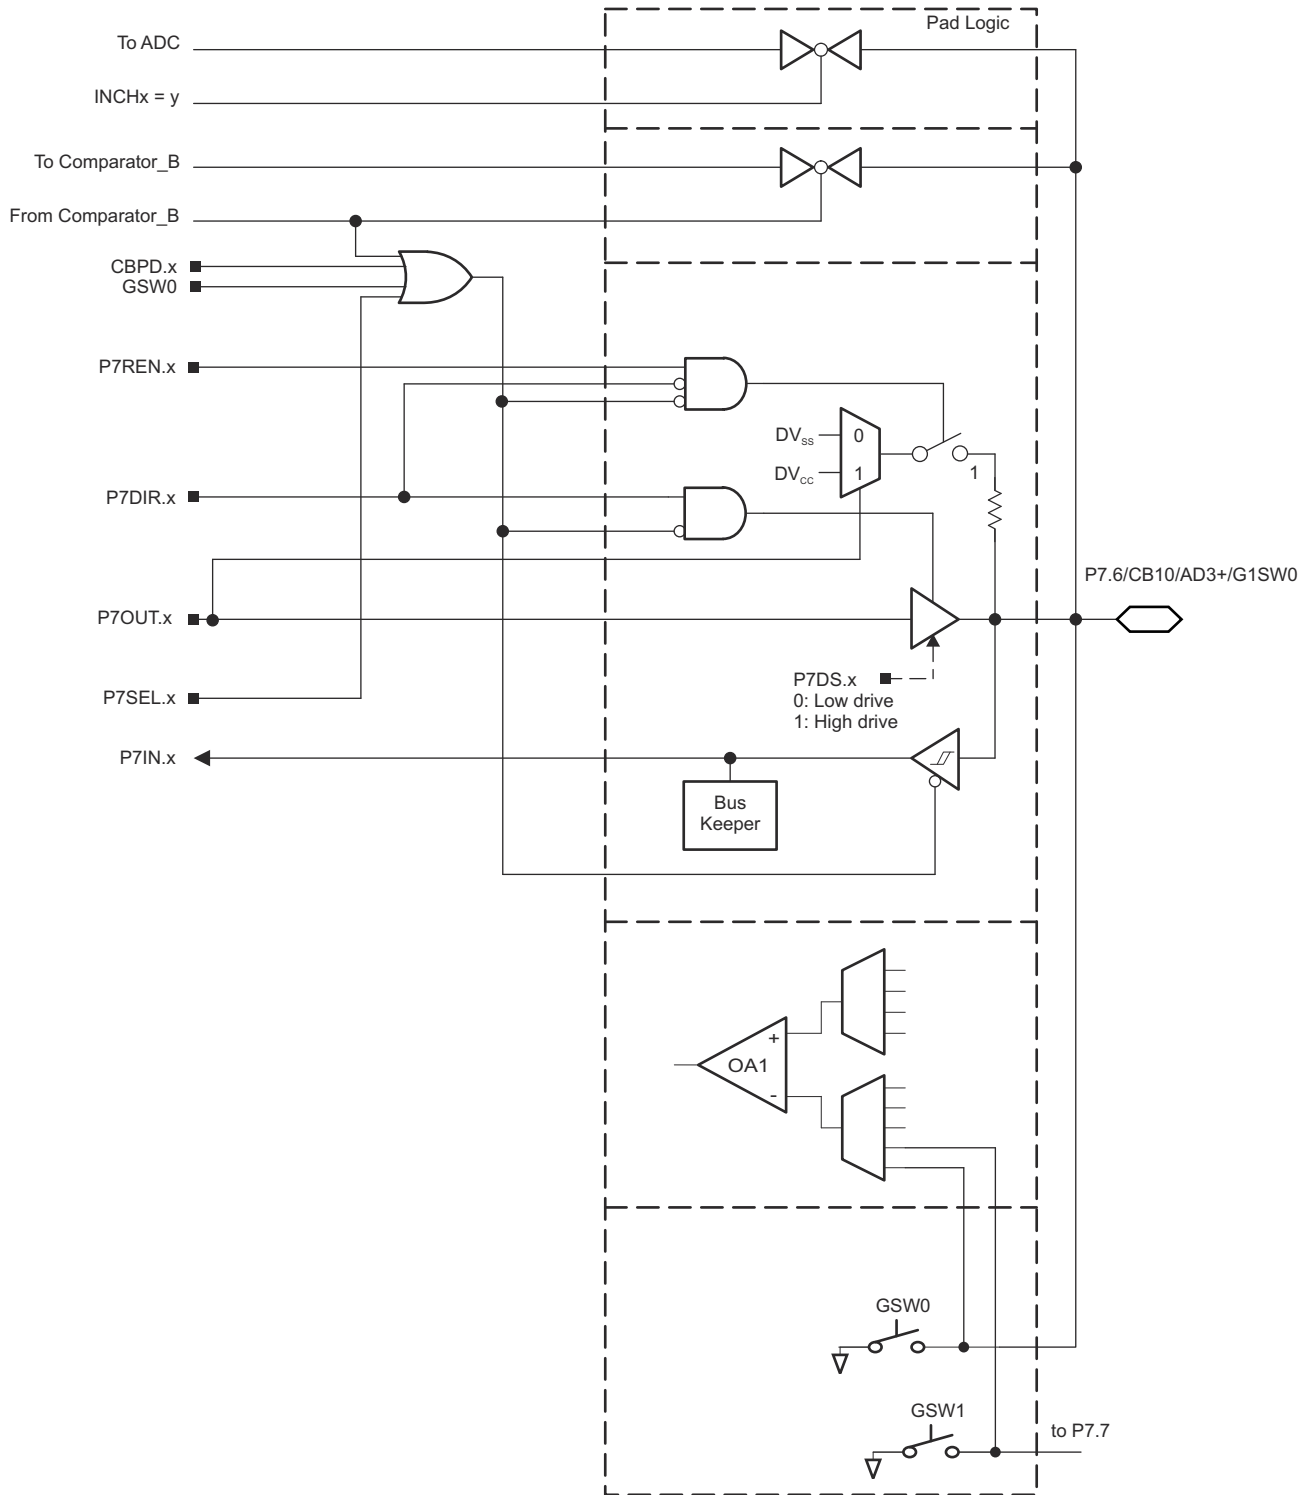 Pad Logic
To ADC
INCHx = y
To Comparator_B
From Comparator_B
CBPD.x
GSW0
P7REN.x
DVSS
0
DVCC
1
1
P7DIR.x
P7.6/CB10/AD3+/G1SW0
P7OUT.x
P7DS.x
0: Low drive
1: High drive
P7SEL.x
P7IN.x
Bus
Keeper
+
OA1
-
GSW0
GSW1
to P7.7